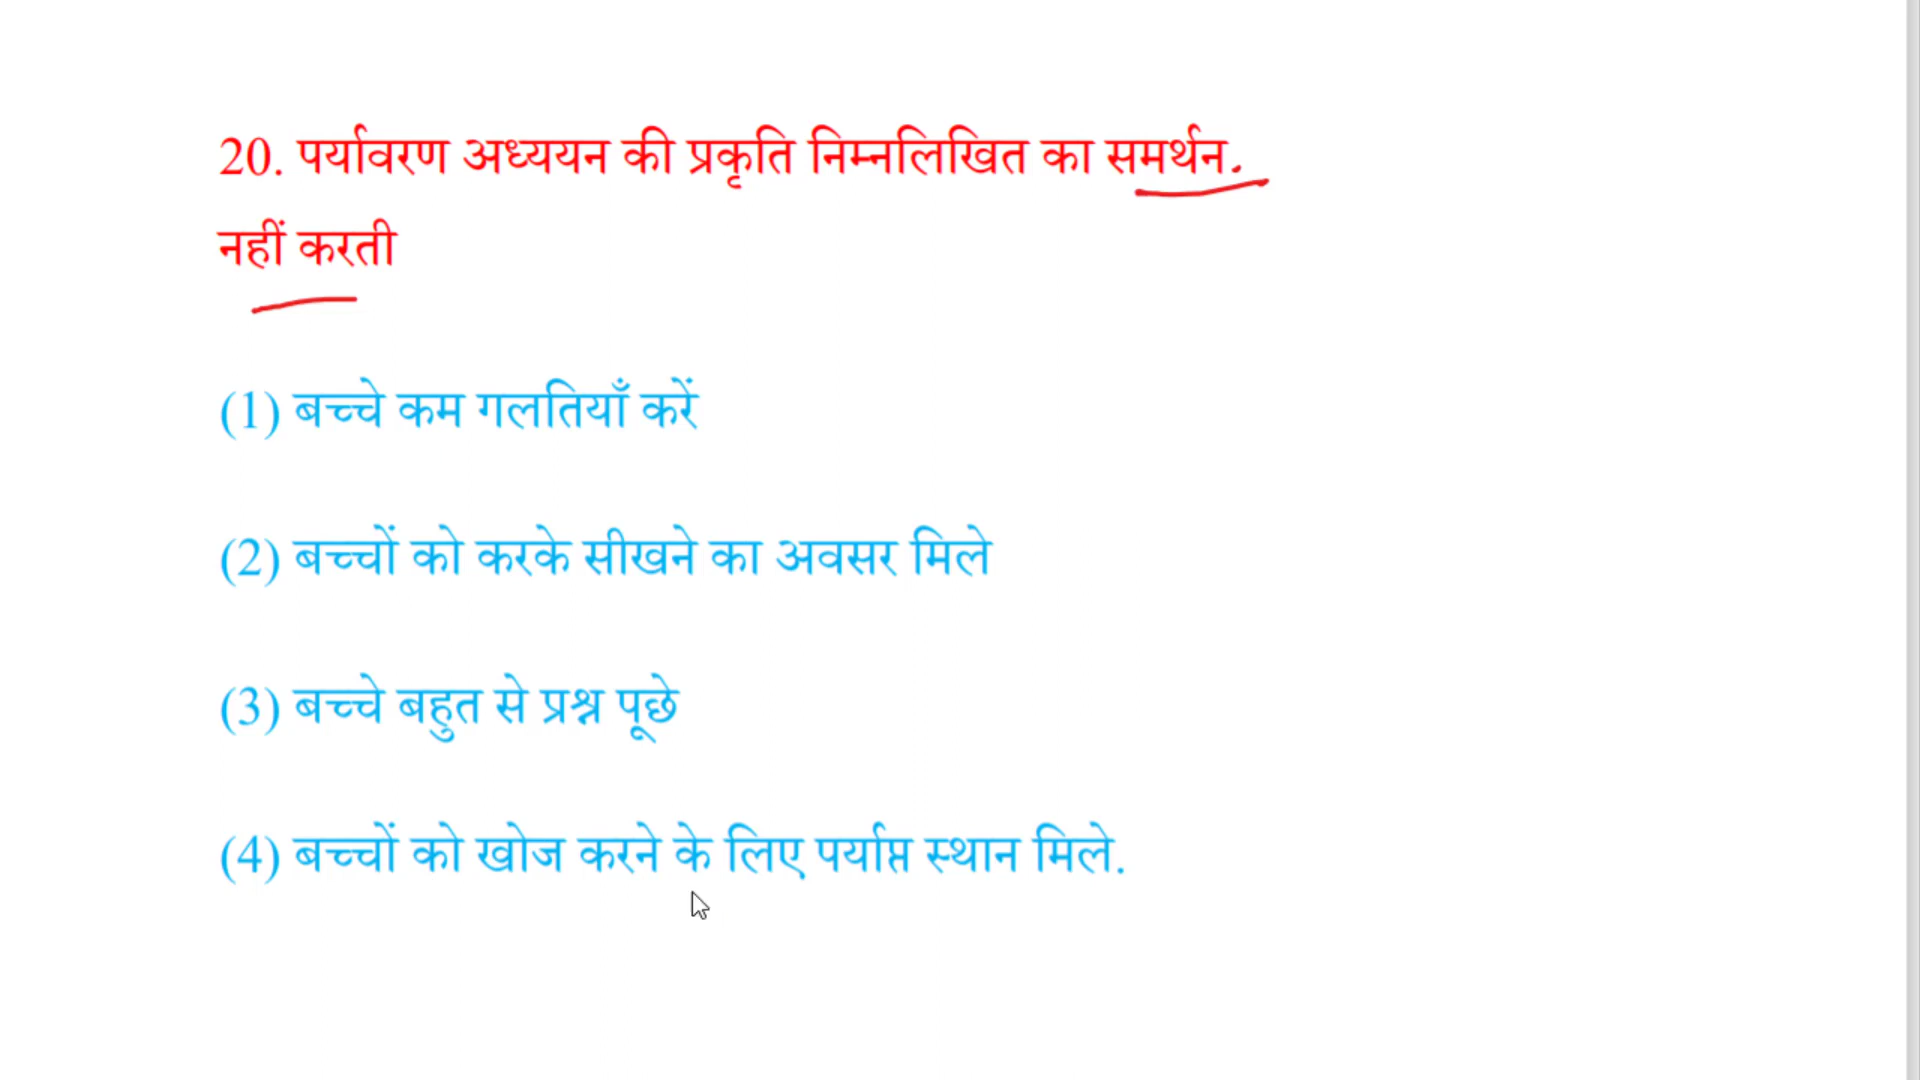 20. पर्यावरण अध्ययन की प्रकृति निम्नलिखित का समर्थन.
नहीं करती
(1) बच्चे कम गलतियाँ करें
(2) बच्चों को करके सीखने का अवसर मिले
(3) बच्चे बहुत से प्रश्न पूछे
(4) बच्चों को खोज करने के लिए पर्याप्त स्थान मिले.